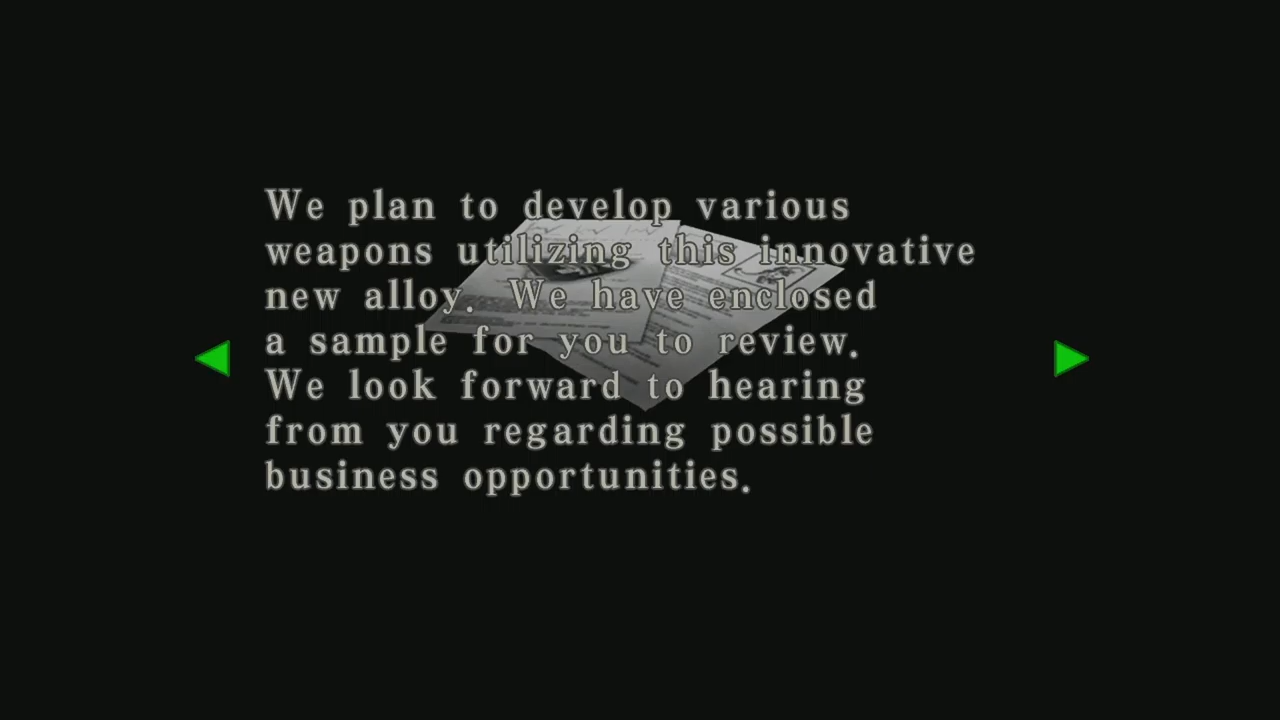 We plan to develop various
weapons utilizing this innovative
new alloy. We have enclosed
a sample for you to review.
We look forward to hearing
from you regarding possible
business opportunities.